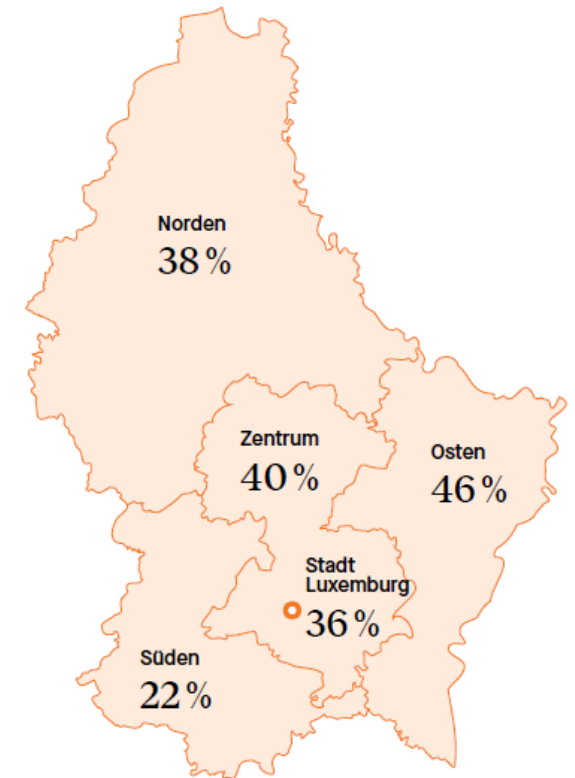 Norden
38 %
Zentrum
40 %
Osten
46 %
Stadt
Luxemburg
36 %
Süden
22 %